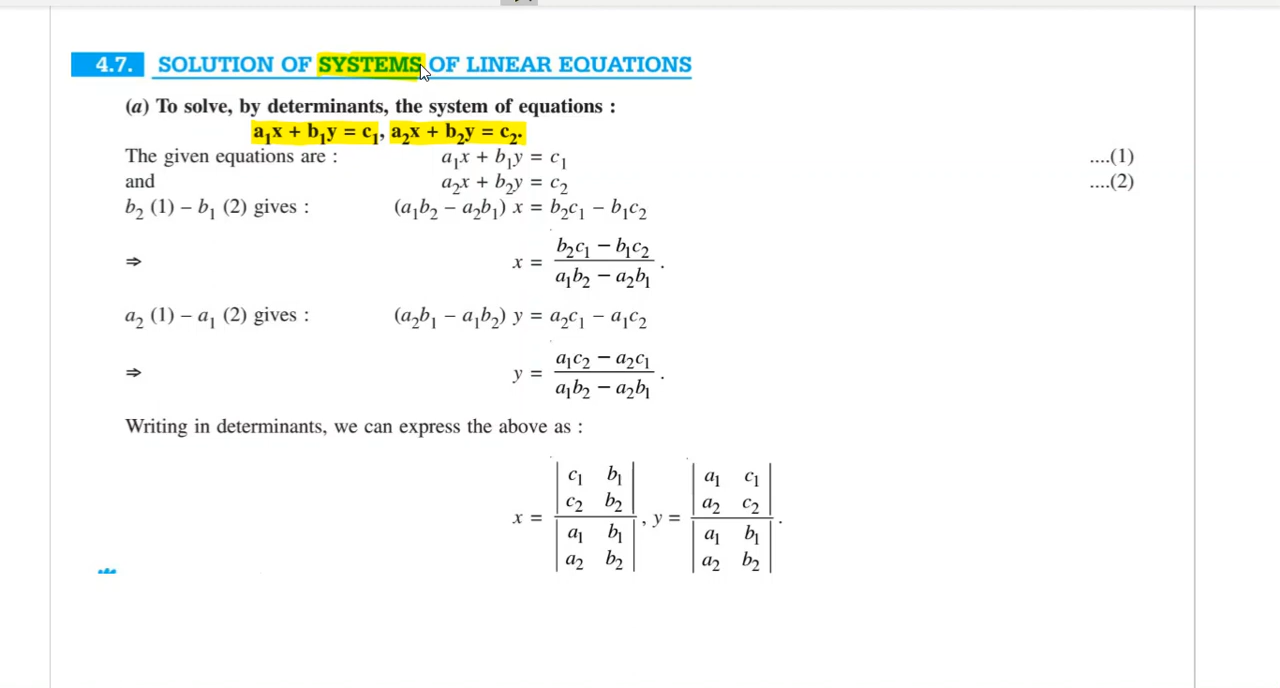 4.7. SOLUTION OF SYSTEMS OF LINEAR EQUATIONS
(a) To solve, by determinants, the system of equations :
a₁x + b₁y = c₁, a₂x + b₂y = c₂.
The given equations are : a₁x + b₁y = c₁ ....(1)
and a₂x + b₂y = c₂ ....(2)
b₂ (1) – b₁ (2) gives : (a₁b₂ – a₂b₁) x = b₂c₁ – b₁c₂
⇒ x = (b₂c₁ – b₁c₂) / (a₁b₂ – a₂b₁) .
a₂ (1) – a₁ (2) gives : (a₂b₁ – a₁b₂) y = a₂c₁ – a₁c₂
⇒ y = (a₁c₂ – a₂c₁) / (a₁b₂ – a₂b₁) .
Writing in determinants, we can express the above as :
x = |c₁ b₁; c₂ b₂| / |a₁ b₁; a₂ b₂| , y = |a₁ c₁; a₂ c₂| / |a₁ b₁; a₂ b₂| .